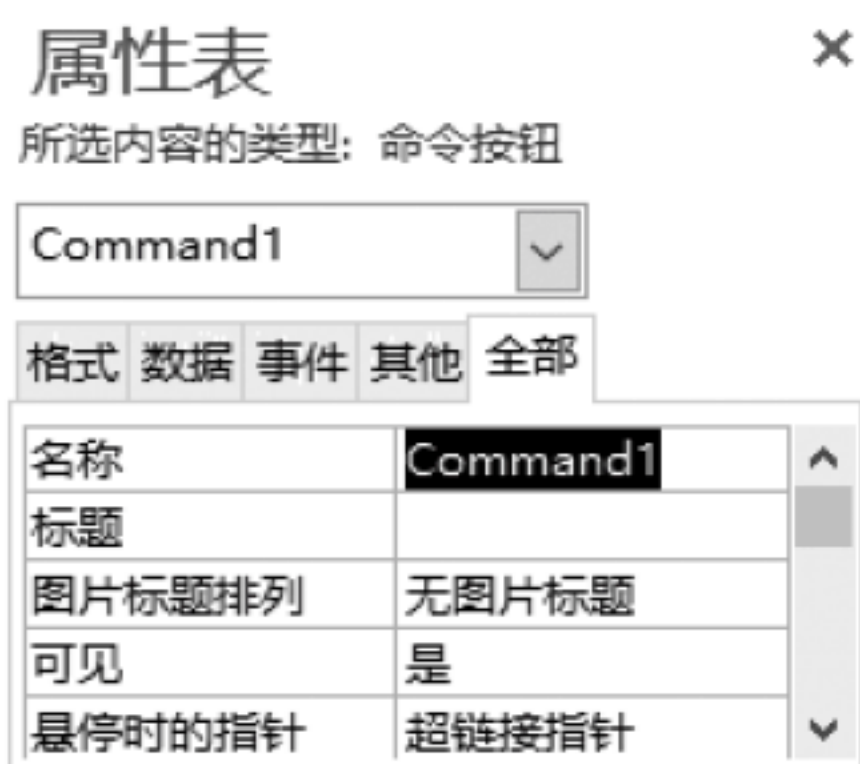 属性表
所选内容的类型: 命令按钮
Command1
格式 数据 事件 其他 全部
名称 Command1
标题
图片标题排列 无图片标题
可见 是
悬停时的指针 超链接指针